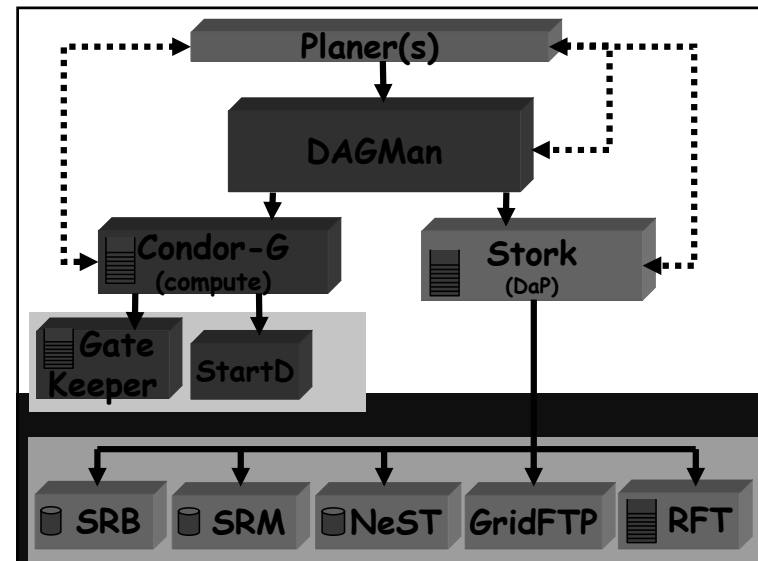 Planer(s)
DAGMan
Condor-G
(compute)
Stork
(DaP)
Gate
Keeper
StartD
SRB
SRM
NeST
GridFTP
RFT